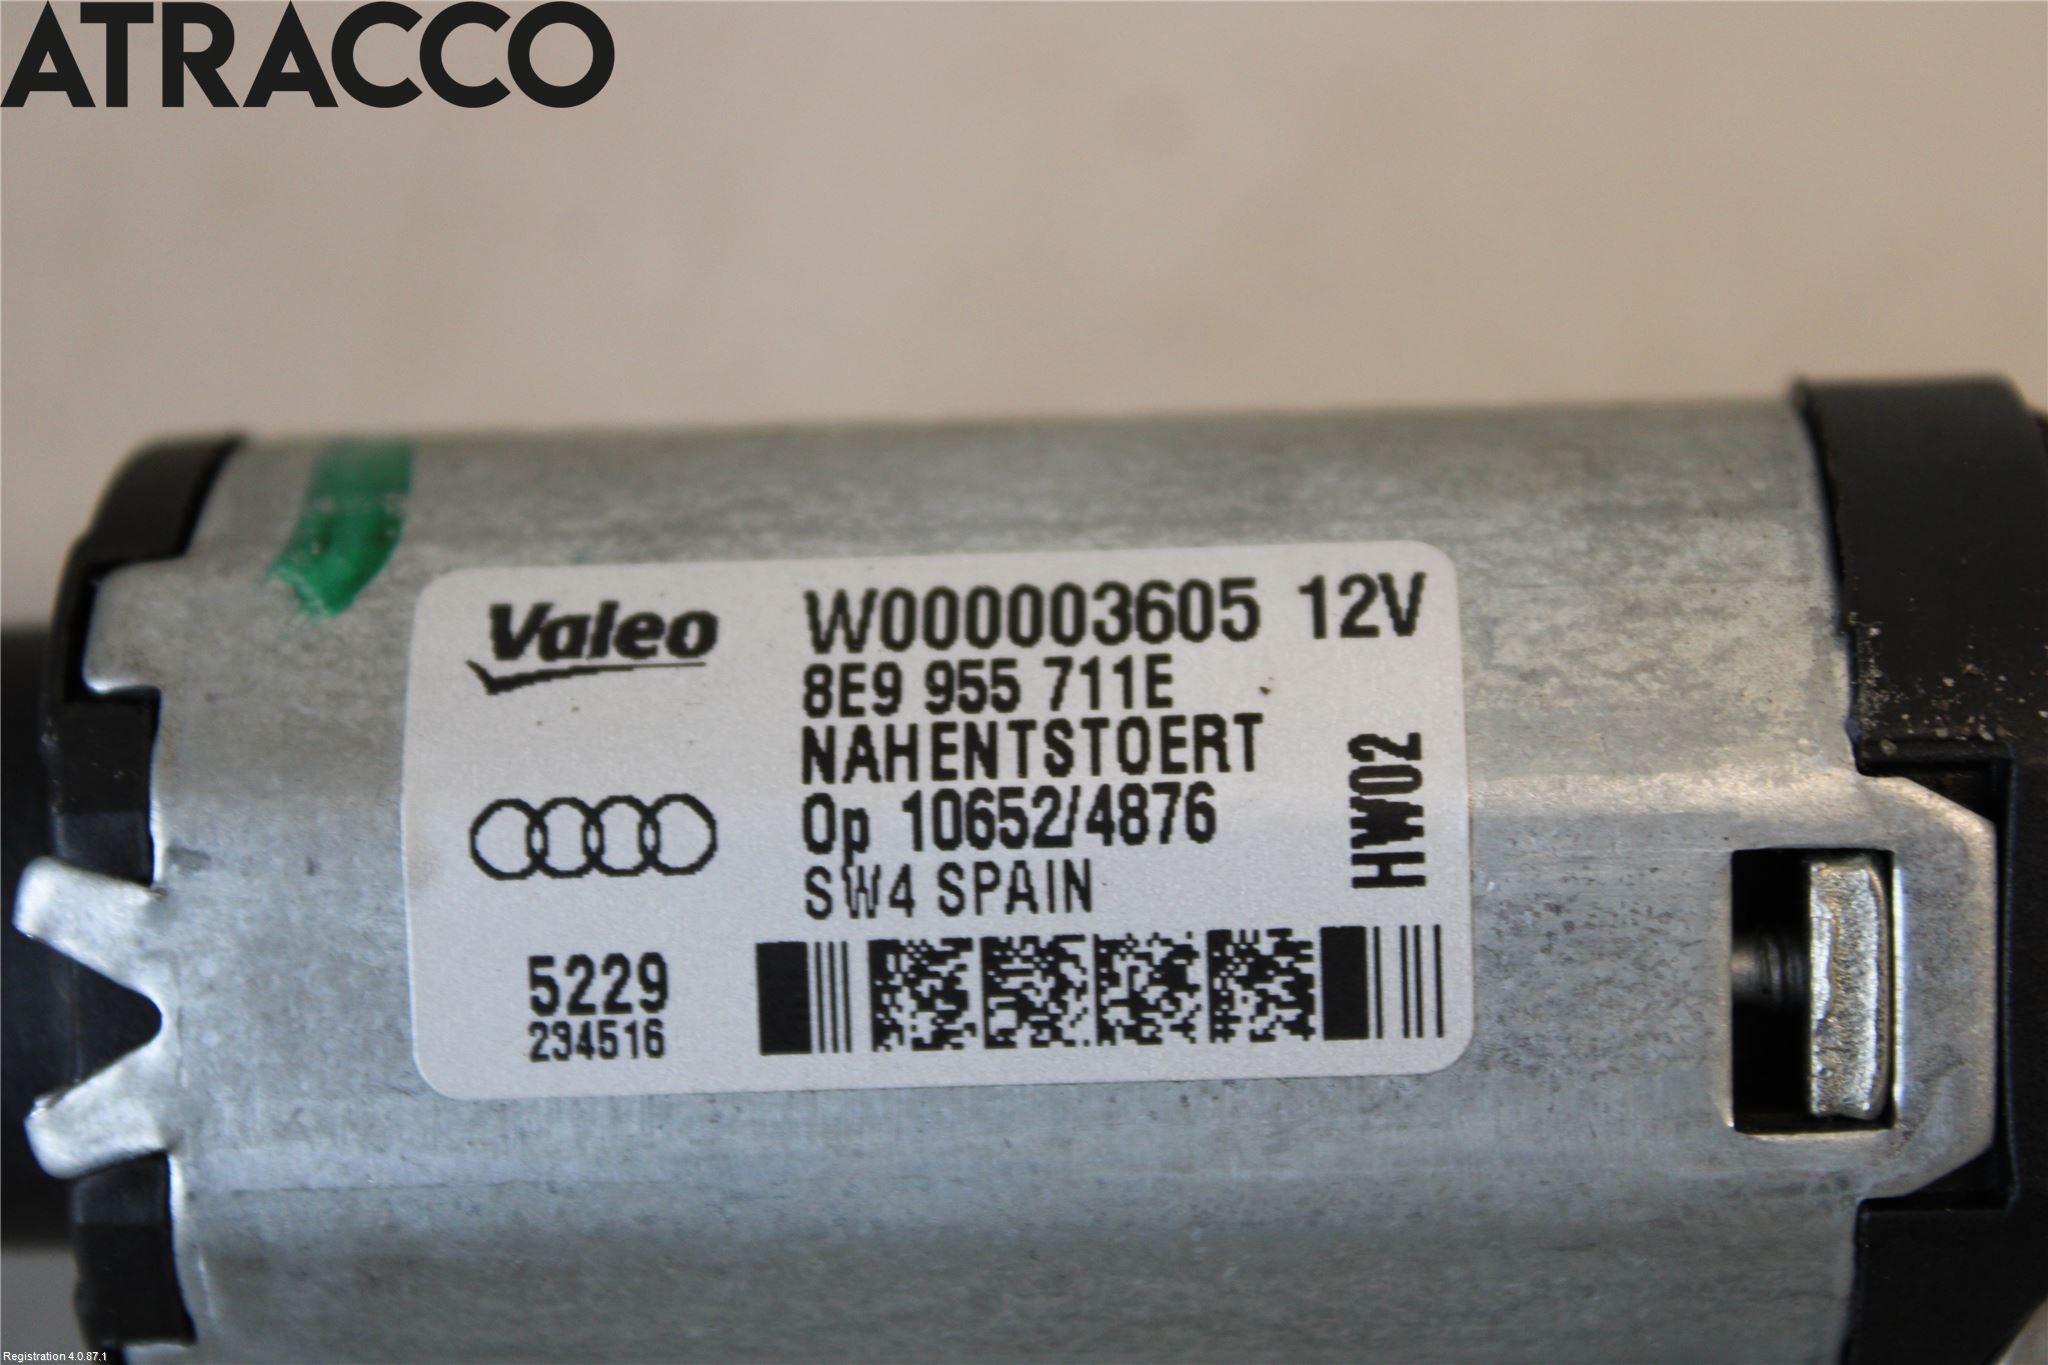 ATRACCO
Valeo
W000003605 12V
8E9 955 711E
NAHENTSTOERT
Op 10652/4876
SW4 SPAIN
HW02
5229
294516
Registration 4.0.87.1